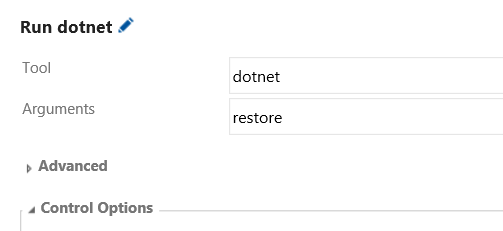 Run dotnet
Tool
dotnet
Arguments
restore
Advanced
Control Options